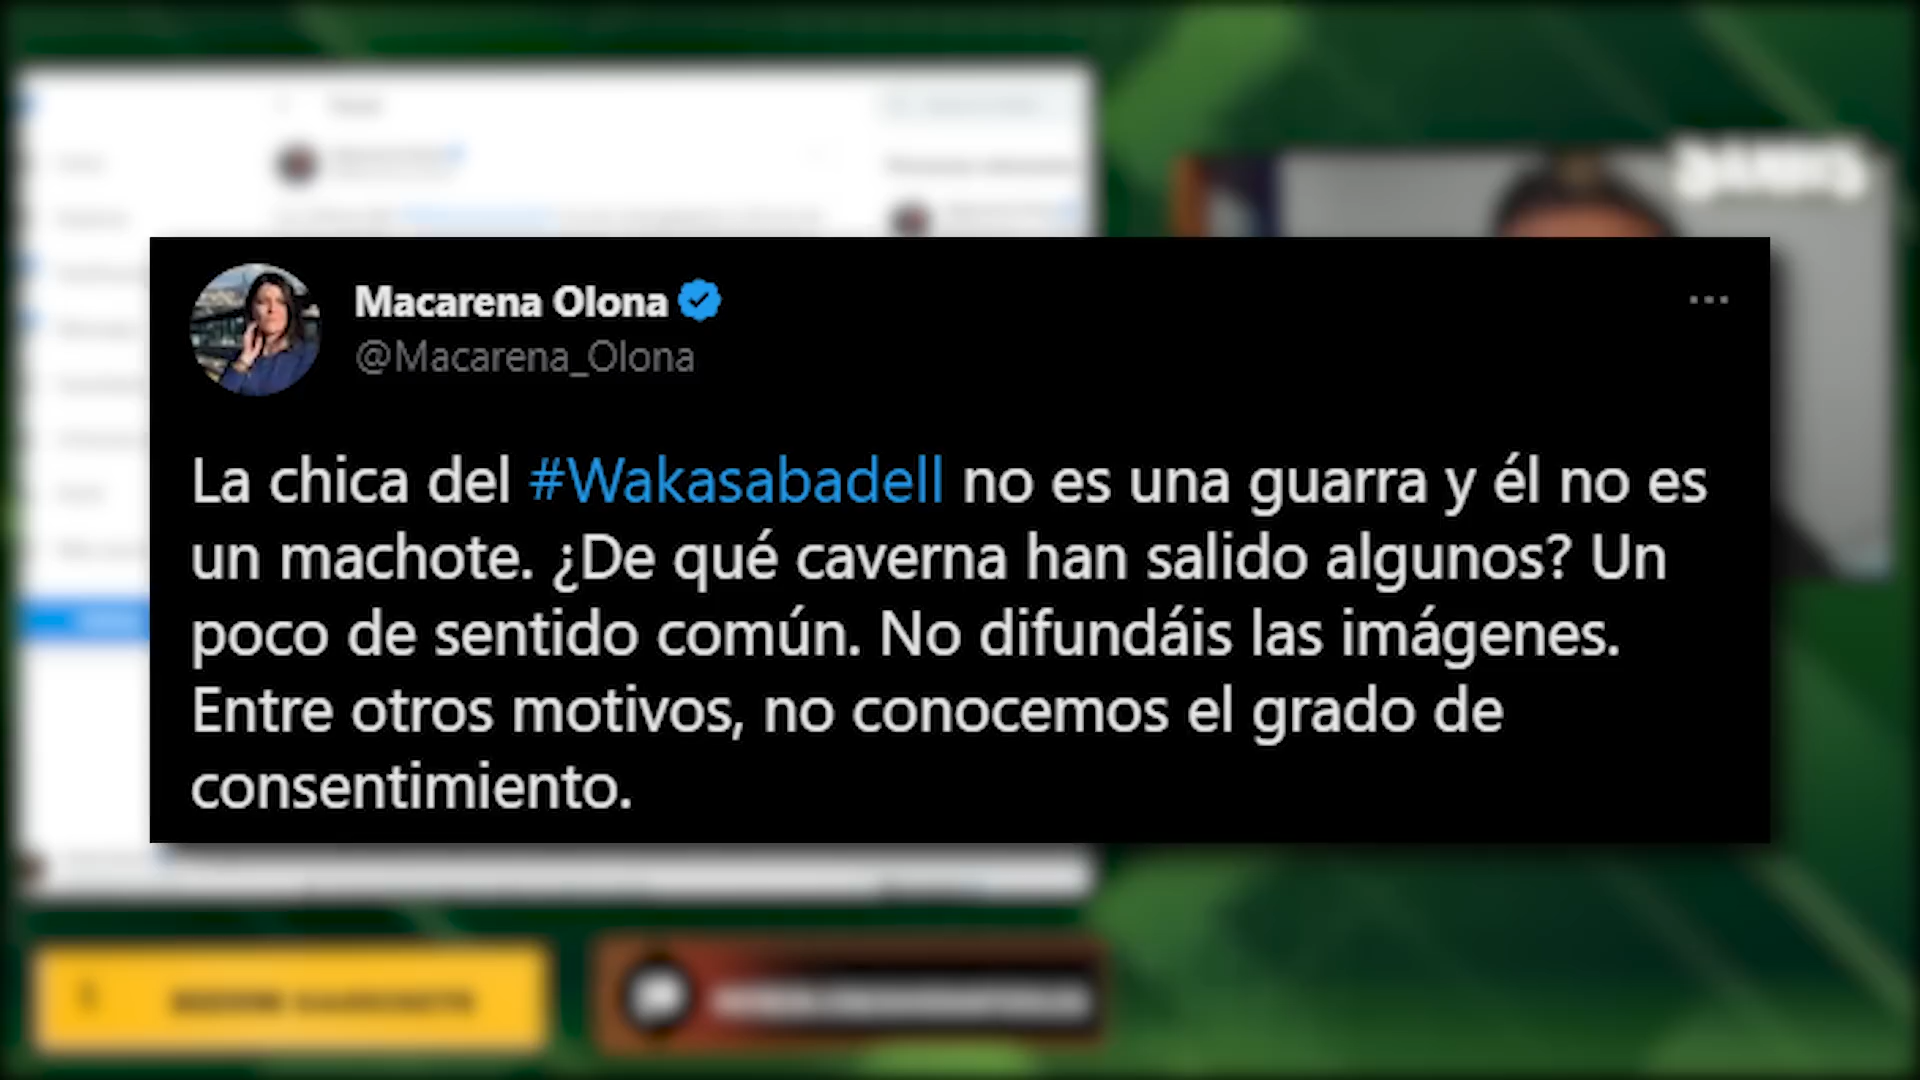 Macarena Olona
@Macarena_Olona
La chica del #Wakasabadell no es una guarra y él no es
un machote. ¿De qué caverna han salido algunos? Un
poco de sentido común. No difundáis las imágenes.
Entre otros motivos, no conocemos el grado de
consentimiento.